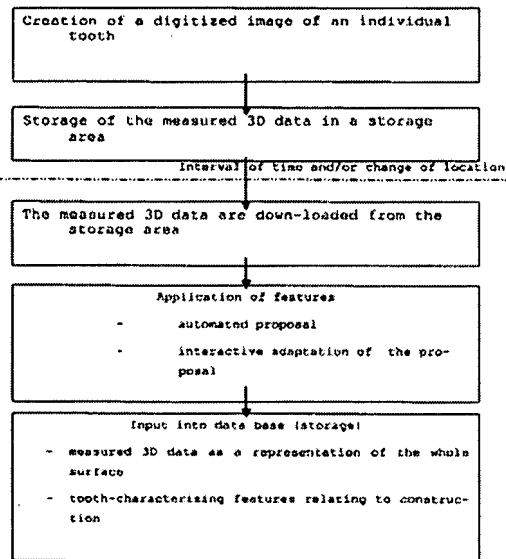 Creation of a digitized image of an individual
tooth
Storage of the measured 3D data in a storage
area
Interval of time and/or change of location
The measured 3D data are down-loaded from the
storage area
Application of features
- automated proposal
- interactive adaptation of the pro-
posal
Input into data base (storage)
- measured 3D data as a representation of the whole
surface
- tooth-characterising features relating to construc-
tion